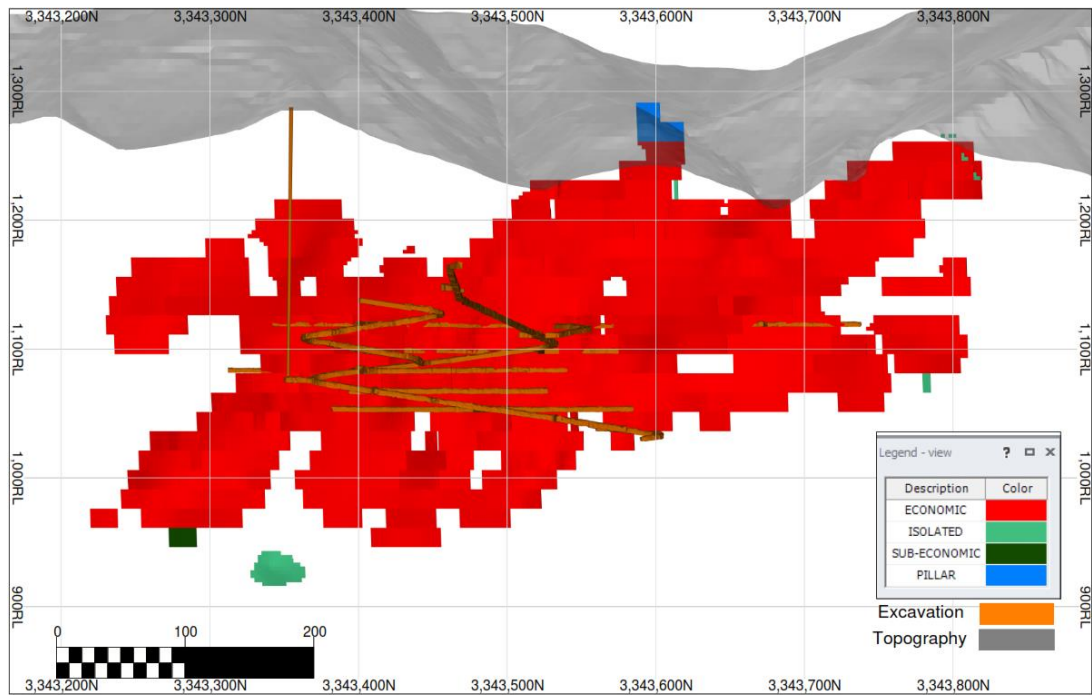 3,343,200N 3,343,300N 3,343,400N 3,343,500N 3,343,600N 3,343,700N 3,343,800N
1,300RL 1,300RL
1,200RL 1,200RL
1,100RL 1,100RL
1,000RL 1,000RL
900RL 900RL
Legend - view ? X
Description Color
ECONOMIC
ISOLATED
SUB-ECONOMIC
PILLAR
Excavation
Topography
0 100 200
3,343,200N 3,343,300N 3,343,400N 3,343,500N 3,343,600N 3,343,700N 3,343,800N